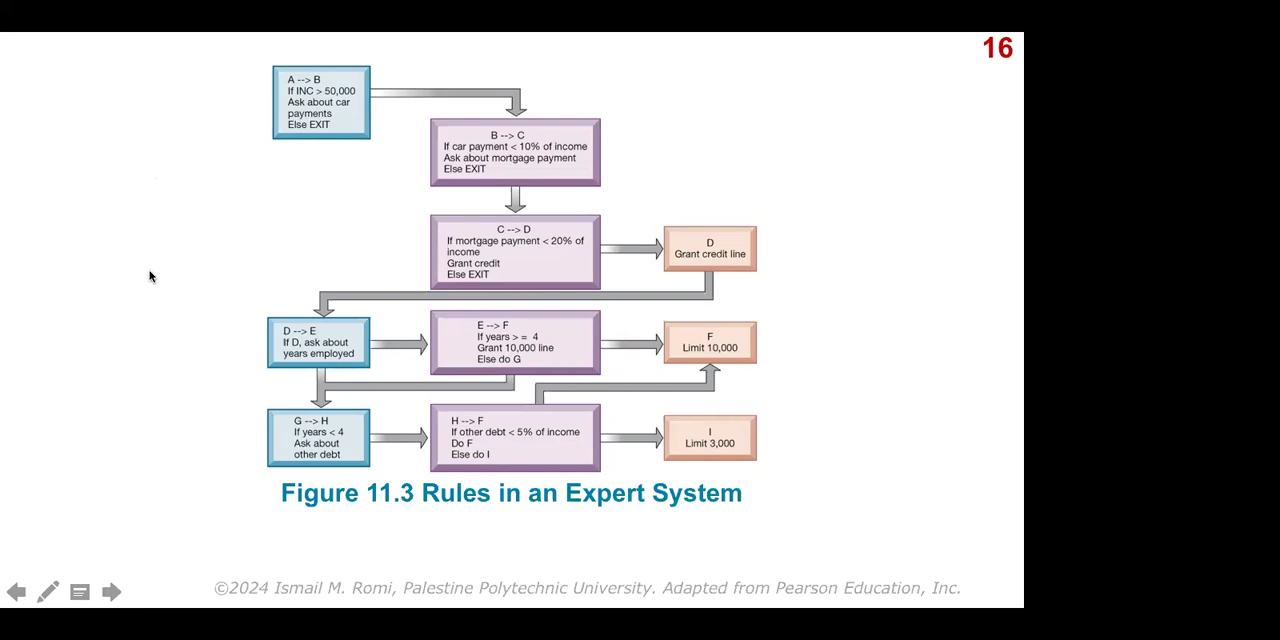 16
A --> B
If INC > 50,000
Ask about car
payments
Else EXIT
B --> C
If car payment < 10% of income
Ask about mortgage payment
Else EXIT
C --> D
If mortgage payment < 20% of
income
Grant credit
Else EXIT
D
Grant credit line
D --> E
If D, ask about
years employed
E --> F
If years > = 4
Grant 10,000 line
Else do G
F
Limit 10,000
G --> H
If years < 4
Ask about
other debt
H --> F
If other debt < 5% of income
Do F
Else do I
I
Limit 3,000
Figure 11.3 Rules in an Expert System
©2024 Ismail M. Romi, Palestine Polytechnic University. Adapted from Pearson Education, Inc.